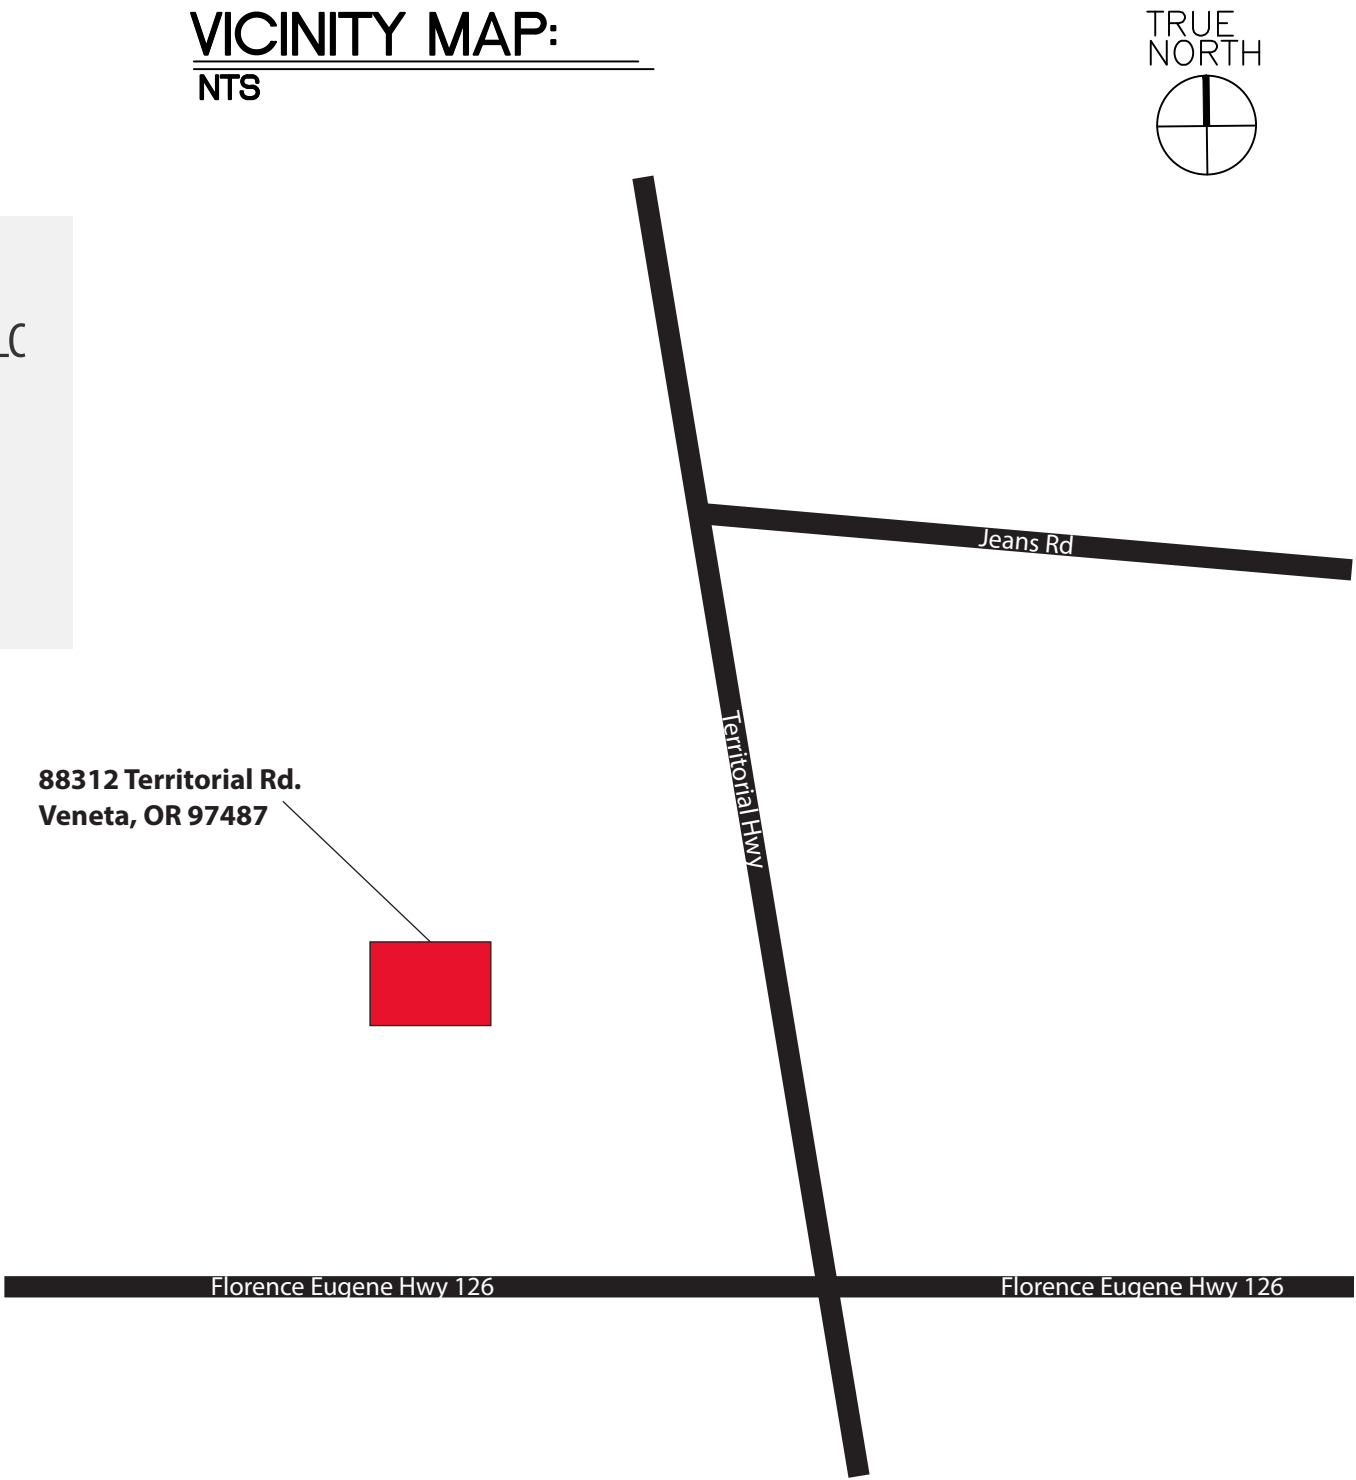 VICINITY MAP:
NTS
TRUE
NORTH
LC
Jeans Rd
Territorial Hwy
88312 Territorial Rd.
Veneta, OR 97487
Florence Eugene Hwy 126
Florence Eugene Hwy 126